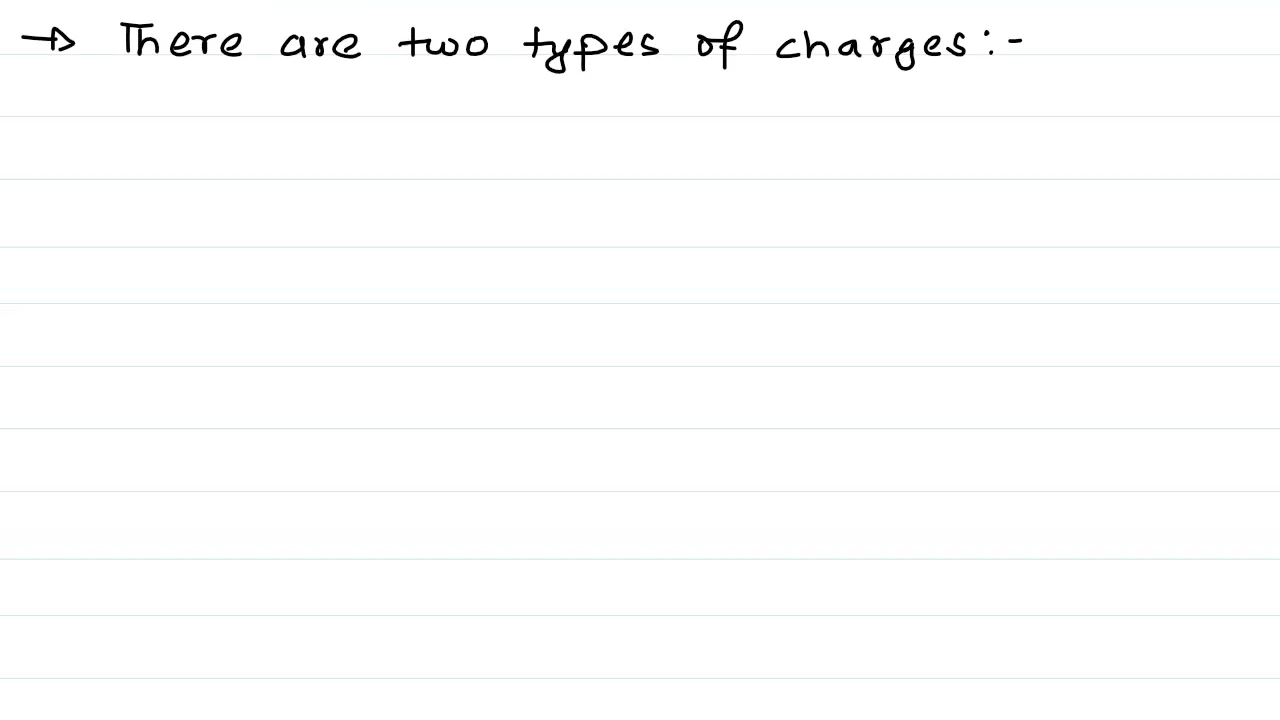 → There are two types of charges:-